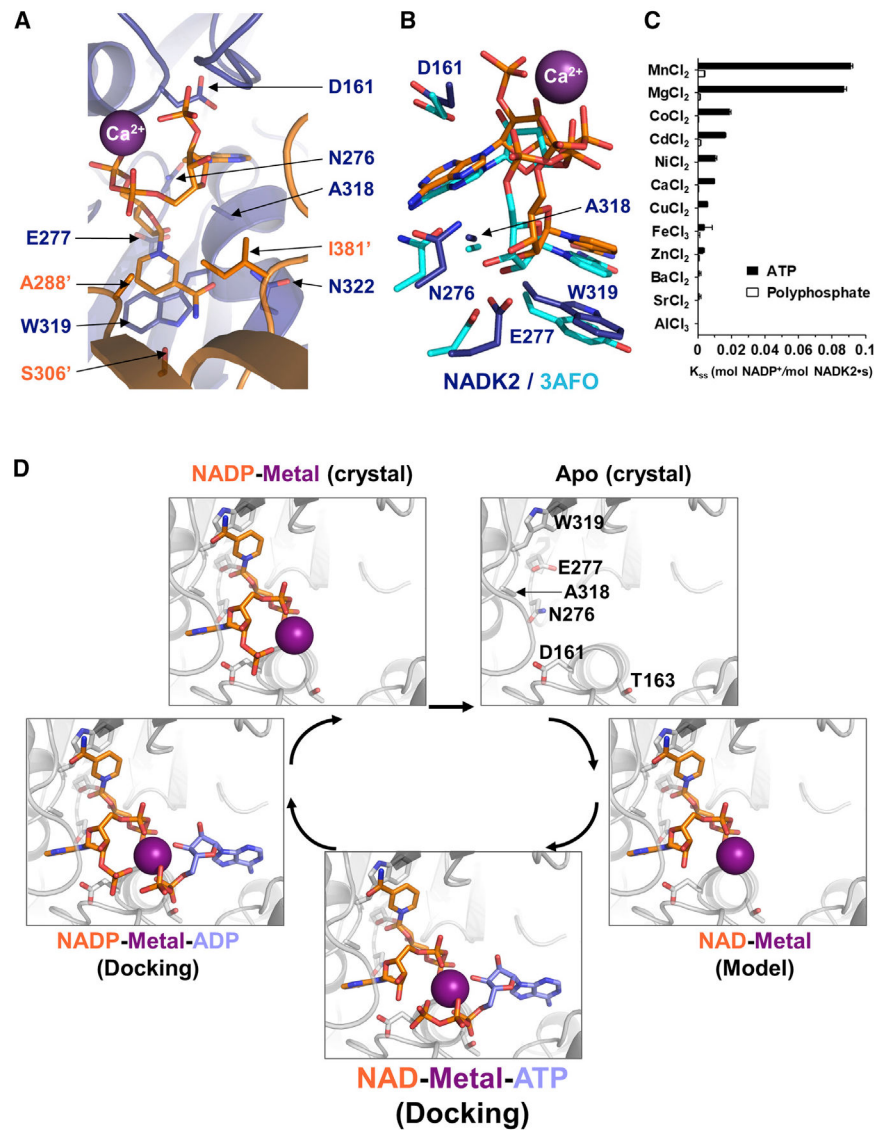 A
D161
Ca2+
N276
A318
E277
I381'
A288'
N322
W319
S306'
B
D161
Ca2+
A318
N276
W319
E277
NADK2 / 3AFO
C
MnCl2
MgCl2
CoCl2
CdCl2
NiCl2
CaCl2
CuCl2
FeCl3
ZnCl2
BaCl2
SrCl2
AlCl3
ATP
Polyphosphate
0 0.02 0.04 0.06 0.08 0.1
Kss (mol NADP+/mol NADK2•s)
D
NADP-Metal (crystal)
Apo (crystal)
W319
E277
A318
N276
D161
T163
NADP-Metal-ADP
(Docking)
NAD-Metal
(Model)
NAD-Metal-ATP
(Docking)